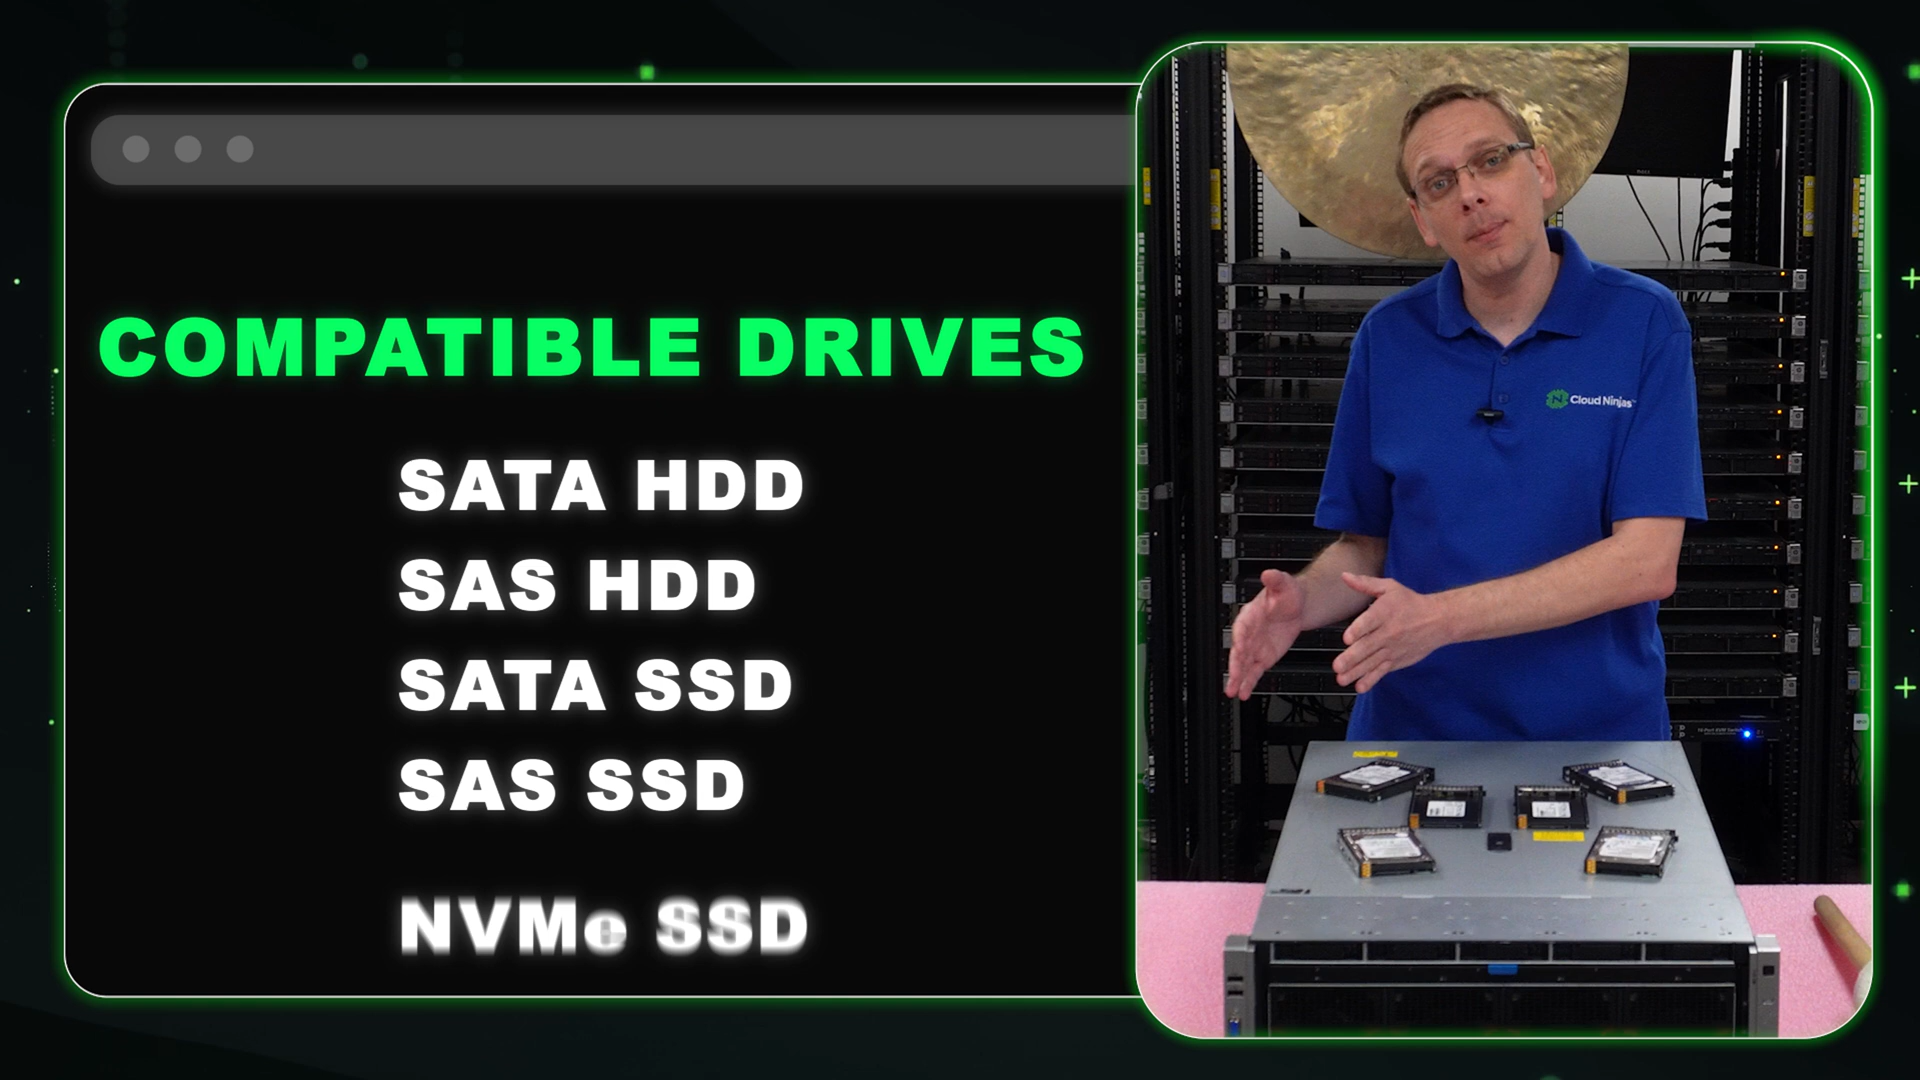 COMPATIBLE DRIVES
SATA HDD
SAS HDD
SATA SSD
SAS SSD
NVMe SSD
Cloud Ninjas